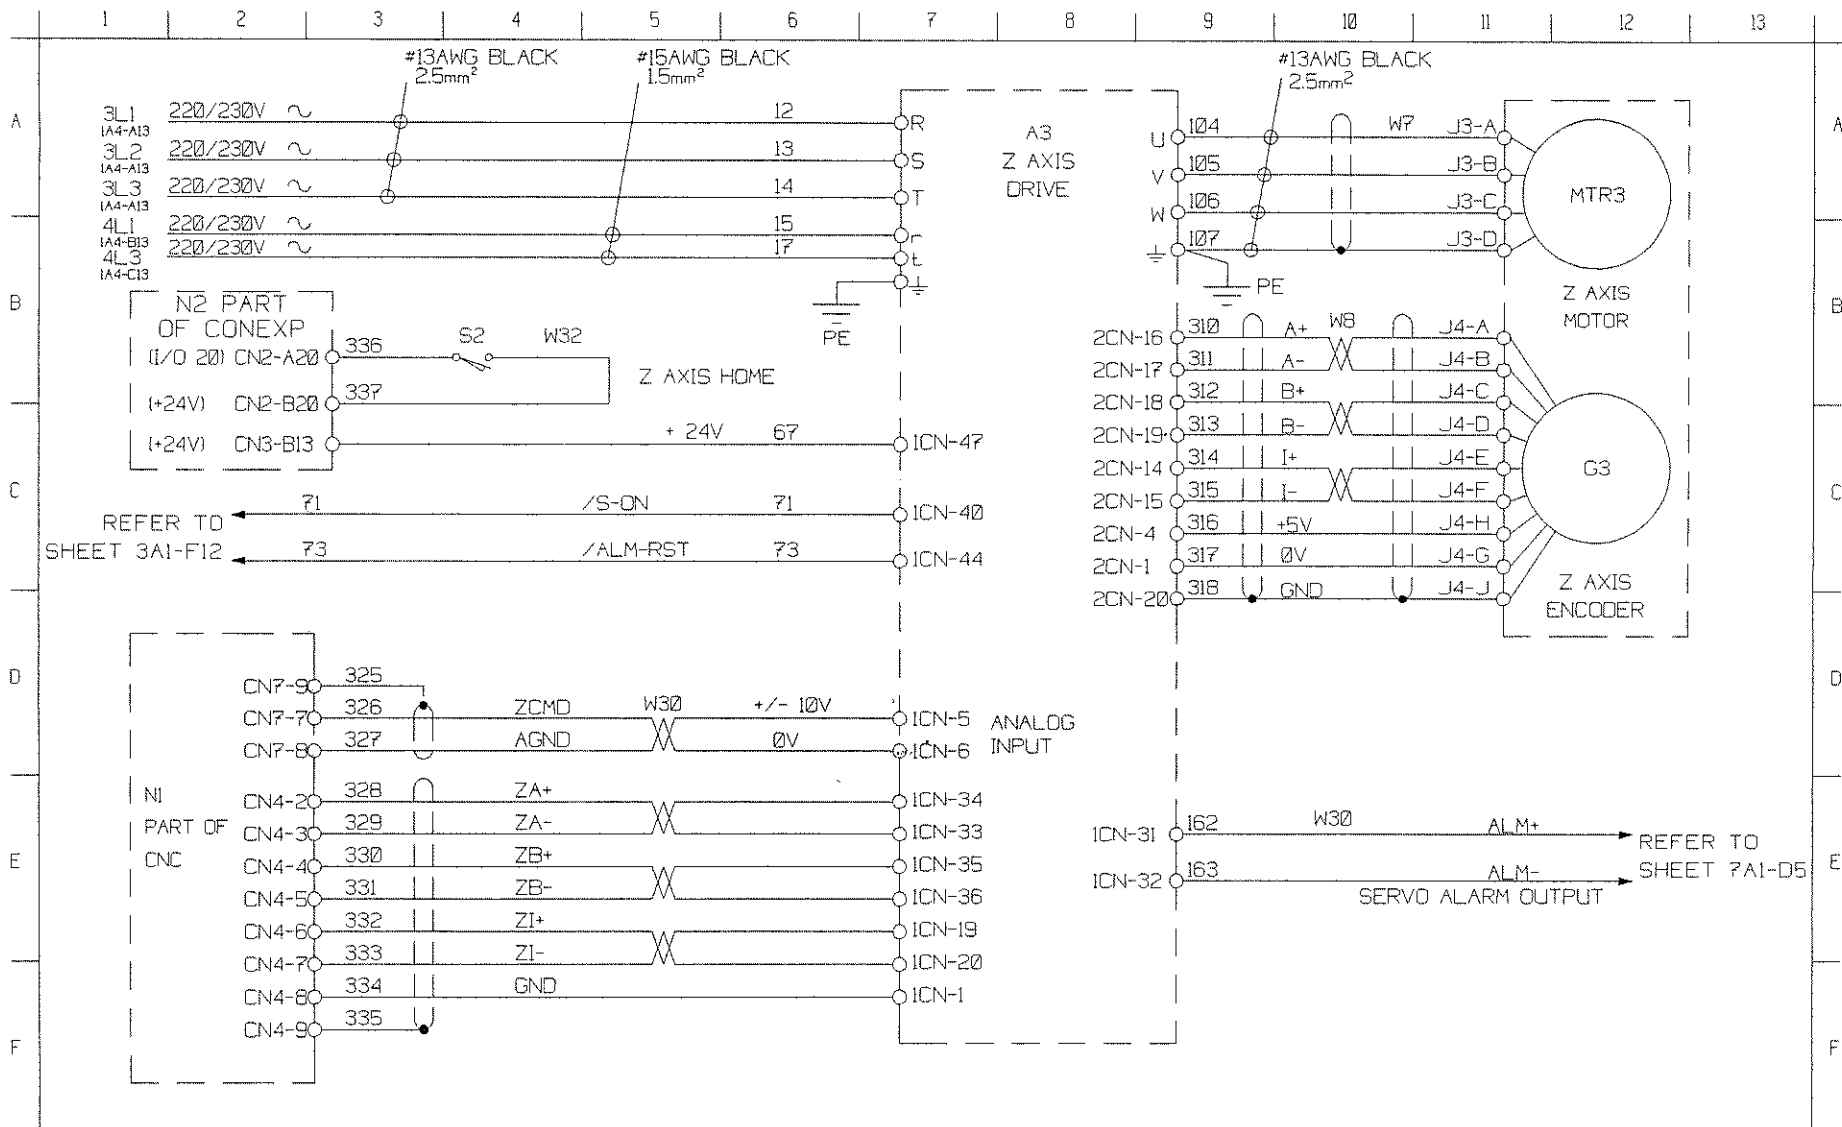 1 2 3 4 5 6 7 8 9 10 11 12 13
#13AWG BLACK
2.5mm²
#15AWG BLACK
1.5mm²
#13AWG BLACK
2.5mm²
A
3L1 220/230V 12 R
1A4-A13
3L2 220/230V 13 S
1A4-A13
3L3 220/230V 14 T
1A4-A13
4L1 220/230V 15 r
1A4-B13
4L3 220/230V 17 t
1A4-C13
PE
A3
Z AXIS
DRIVE
U 104 W7 J3-A
V 105 J3-B
W 106 J3-C
107 J3-D
PE
MTR3
Z AXIS
MOTOR
A
B
N2 PART
OF CONEXP
(I/O 20) CN2-A20 336 S2 W32
Z AXIS HOME
(+24V) CN2-B20 337
(+24V) CN3-B13 + 24V 67 1CN-47
B
2CN-16 310 A+ W8 J4-A
2CN-17 311 A- J4-B
2CN-18 312 B+ J4-C
2CN-19 313 B- J4-D
2CN-14 314 I+ J4-E
2CN-15 315 I- J4-F
2CN-4 316 +5V J4-H
2CN-1 317 0V J4-G
2CN-20 318 GND J4-J
G3
Z AXIS
ENCODER
C
71 /S-ON 71 1CN-40
REFER TO
SHEET 3A1-F12
73 /ALM-RST 73 1CN-44
C
D
CN7-9 325
CN7-7 326 ZCMD W30 +/- 10V 1CN-5
CN7-8 327 AGND 0V 1CN-6
ANALOG
INPUT
D
N1
PART OF
CNC
CN4-2 328 ZA+ 1CN-34
CN4-3 329 ZA- 1CN-33
E
CN4-4 330 ZB+ 1CN-35
CN4-5 331 ZB- 1CN-36
CN4-6 332 ZI+ 1CN-19
CN4-7 333 ZI- 1CN-20
CN4-8 334 GND 1CN-1
CN4-9 335
1CN-31 162 W30 ALM+
1CN-32 163 ALM-
SERVO ALARM OUTPUT
REFER TO
SHEET 7A1-D5
E
F
F